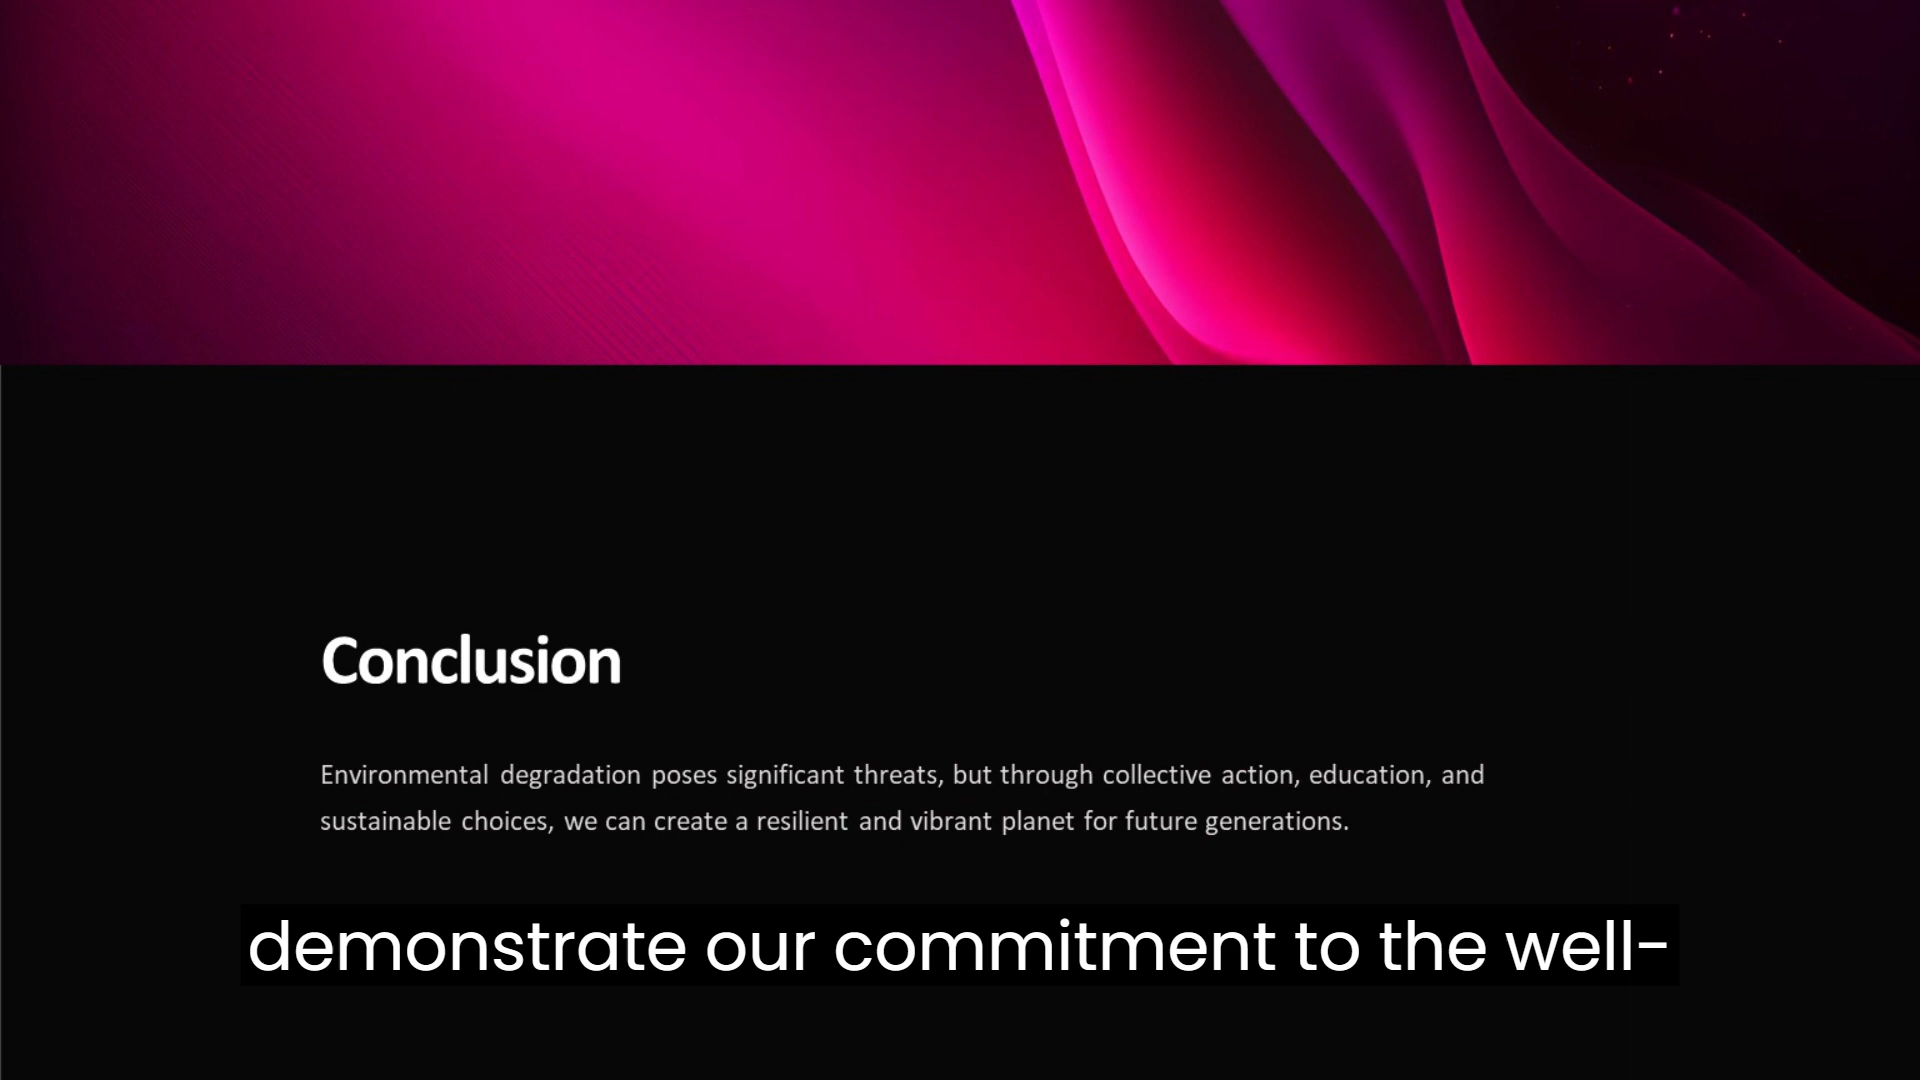 Conclusion
Environmental degradation poses significant threats, but through collective action, education, and
sustainable choices, we can create a resilient and vibrant planet for future generations.
demonstrate our commitment to the well-